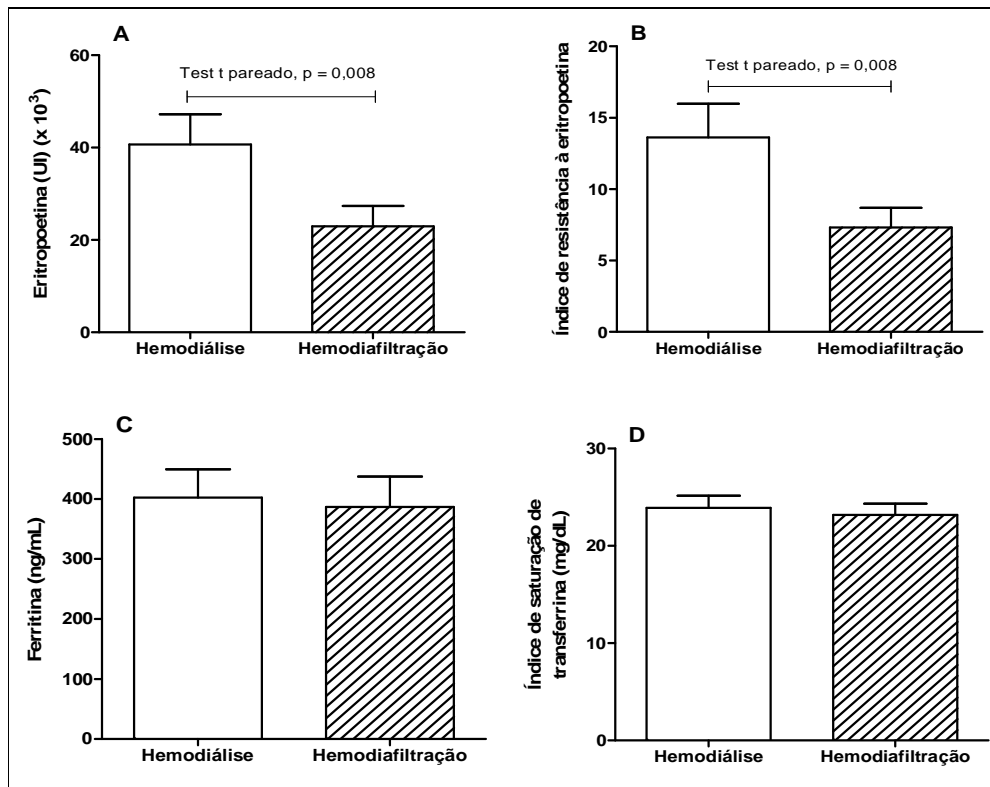 A
Test t pareado, p = 0,008
Eritropoetina (UI) (x 10³)
60
40
20
0
Hemodiálise
Hemodiafiltração
B
Test t pareado, p = 0,008
Índice de resistência à eritropoetina
20
15
10
5
0
Hemodiálise
Hemodiafiltração
C
Ferritina (ng/mL)
500
400
300
200
100
0
Hemodiálise
Hemodiafiltração
D
Índice de saturação de
transferrina (mg/dL)
30
20
10
0
Hemodiálise
Hemodiafiltração